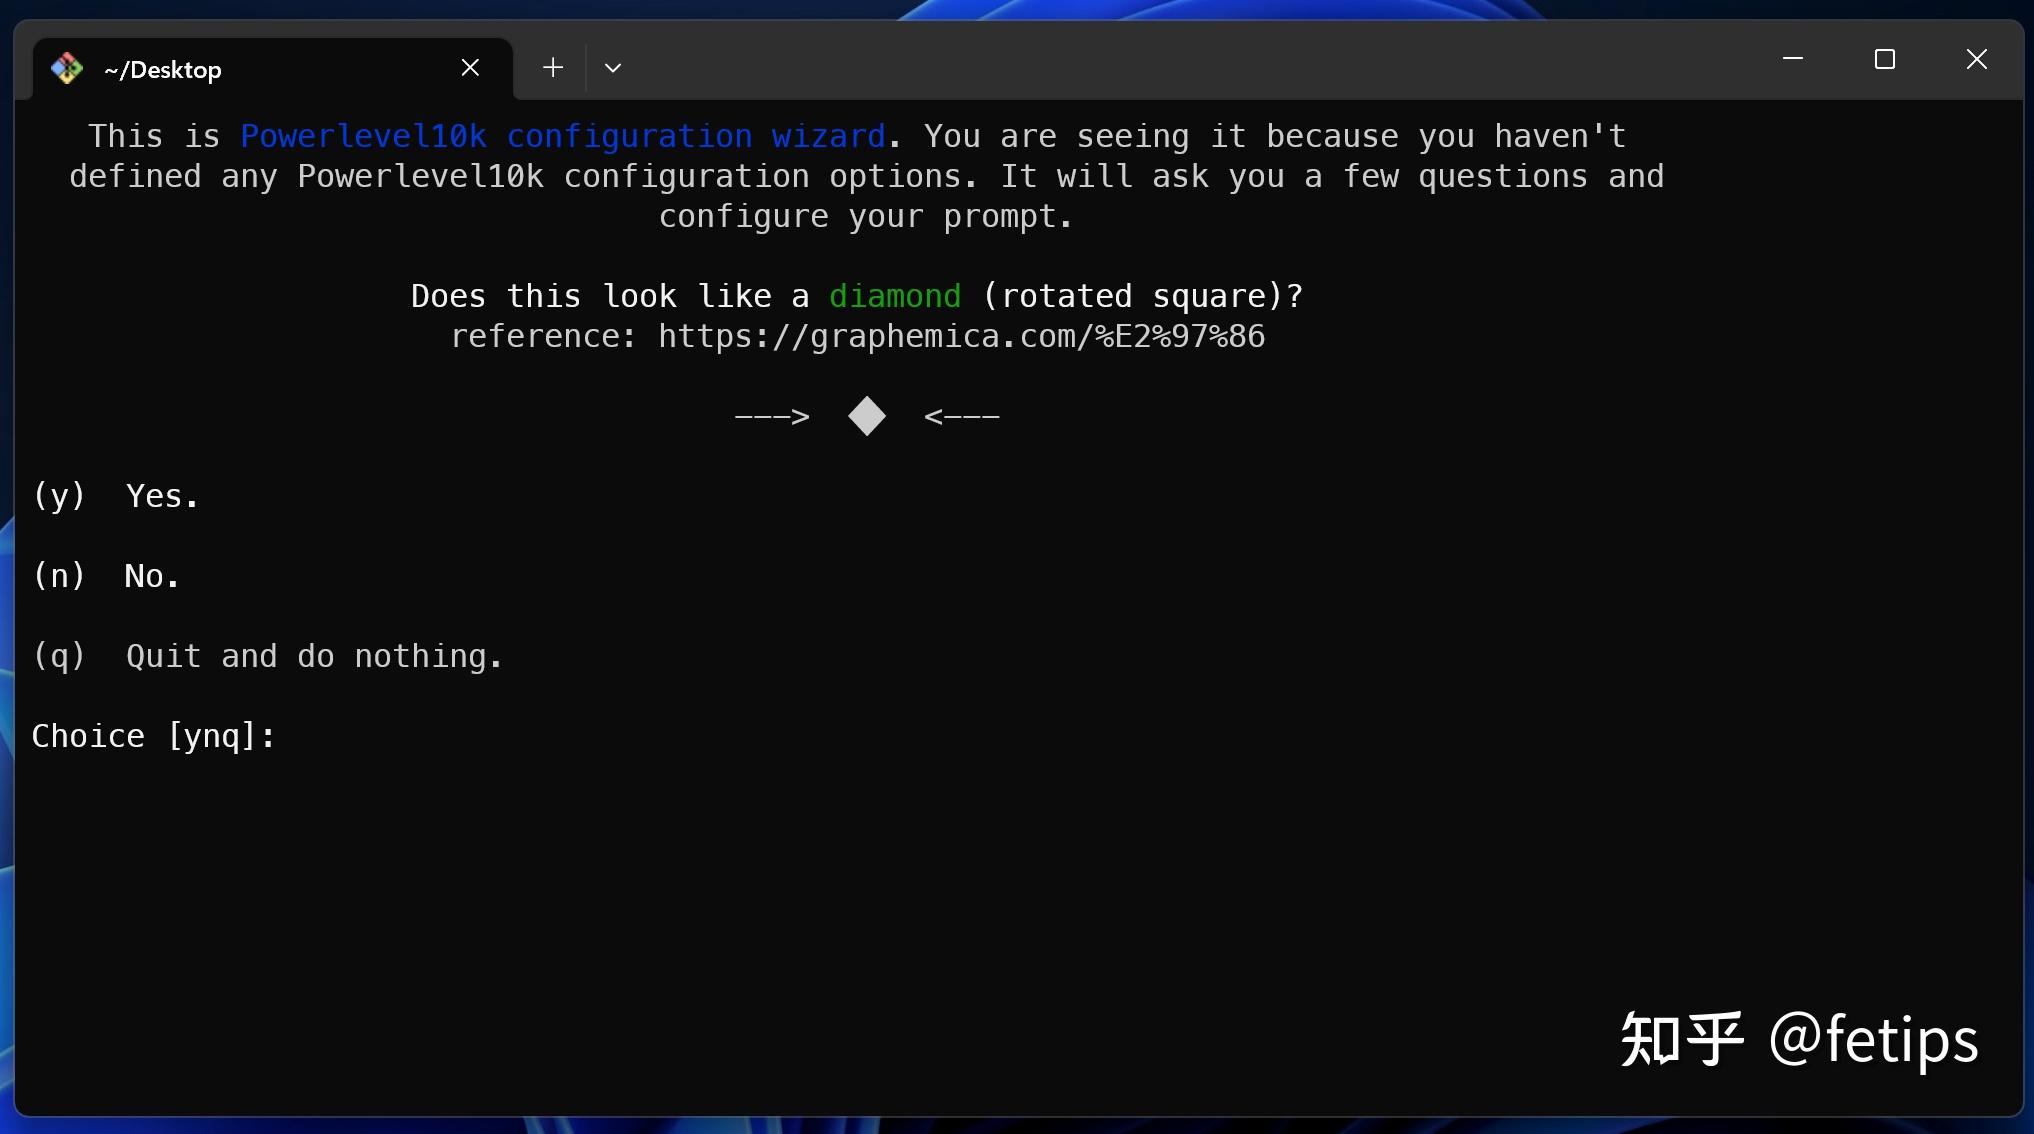 ~/Desktop
This is Powerlevel10k configuration wizard. You are seeing it because you haven't
defined any Powerlevel10k configuration options. It will ask you a few questions and
configure your prompt.
Does this look like a diamond (rotated square)?
reference: https://graphemica.com/%E2%97%86
---> ◆ <---
(y) Yes.
(n) No.
(q) Quit and do nothing.
Choice [ynq]:
知乎 @fetips